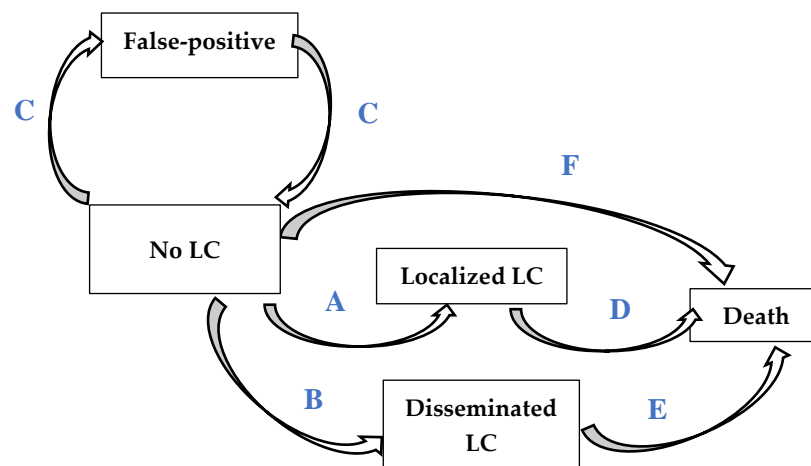 False-positive
C
C
F
No LC
Localized LC
A
D
Death
B
Disseminated
LC
E